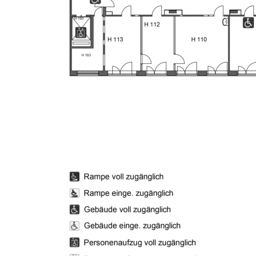 H 112
H 113
H 110
H 163
Rampe voll zugänglich
Rampe einge. zugänglich
Gebäude voll zugänglich
Gebäude einge. zugänglich
Personenaufzug voll zugänglich